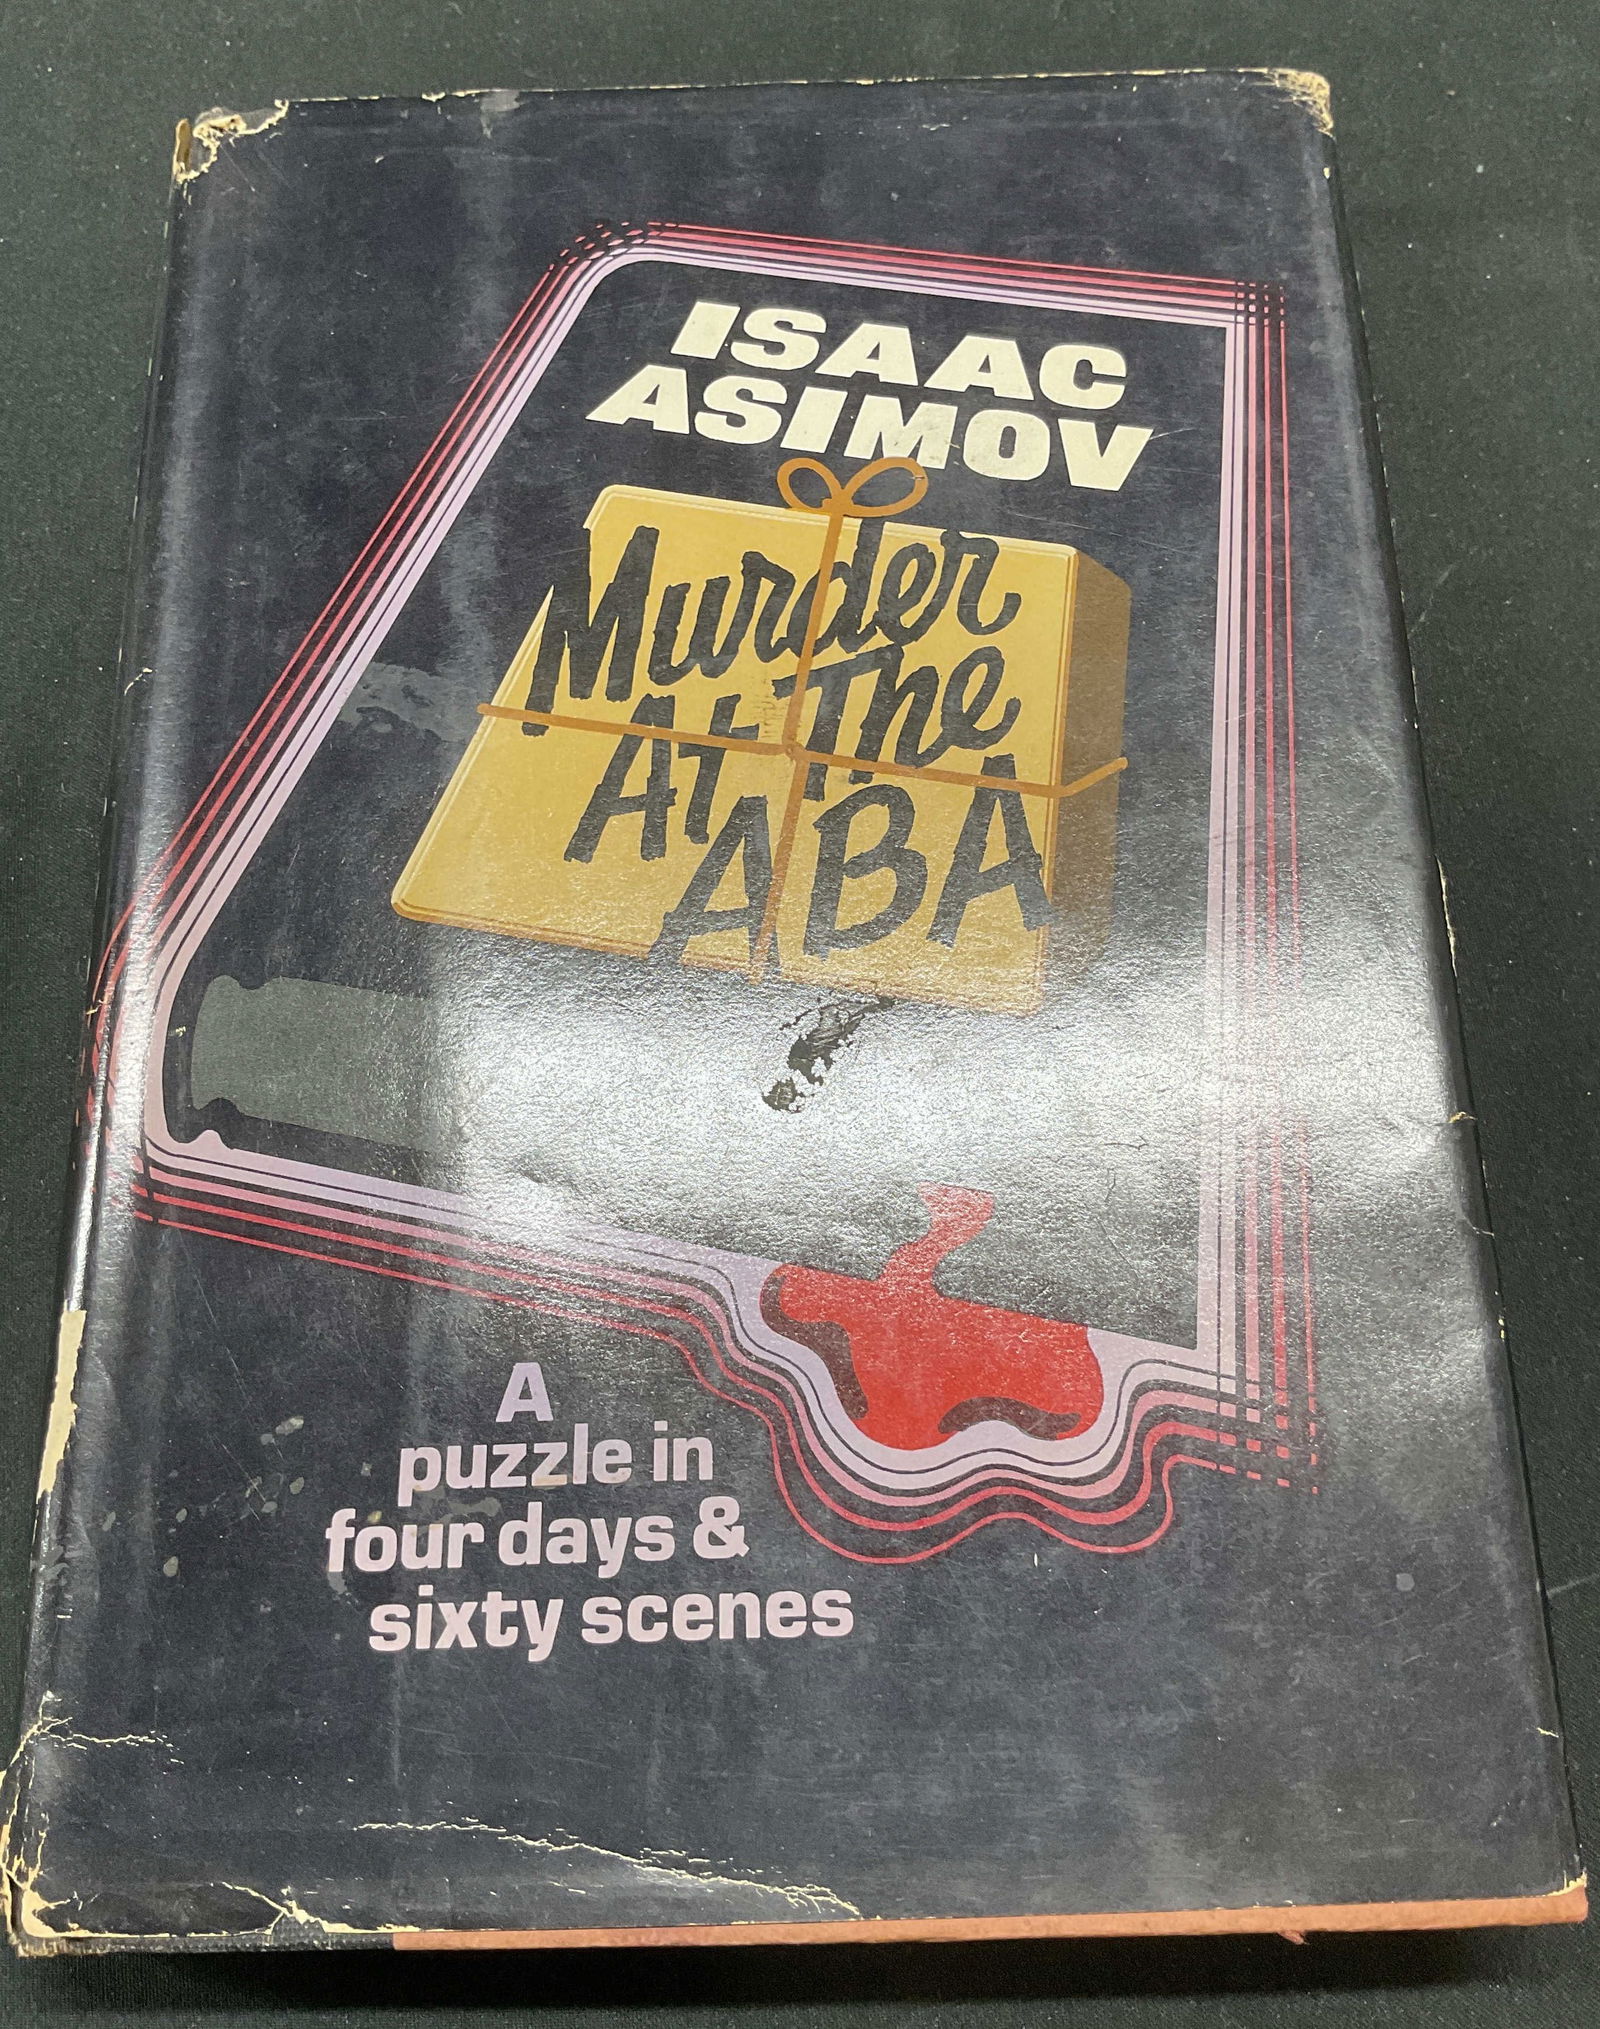 ISAAC
ASIMOV
Murder
At The
ABA
A
puzzle in
four days &
sixty scenes